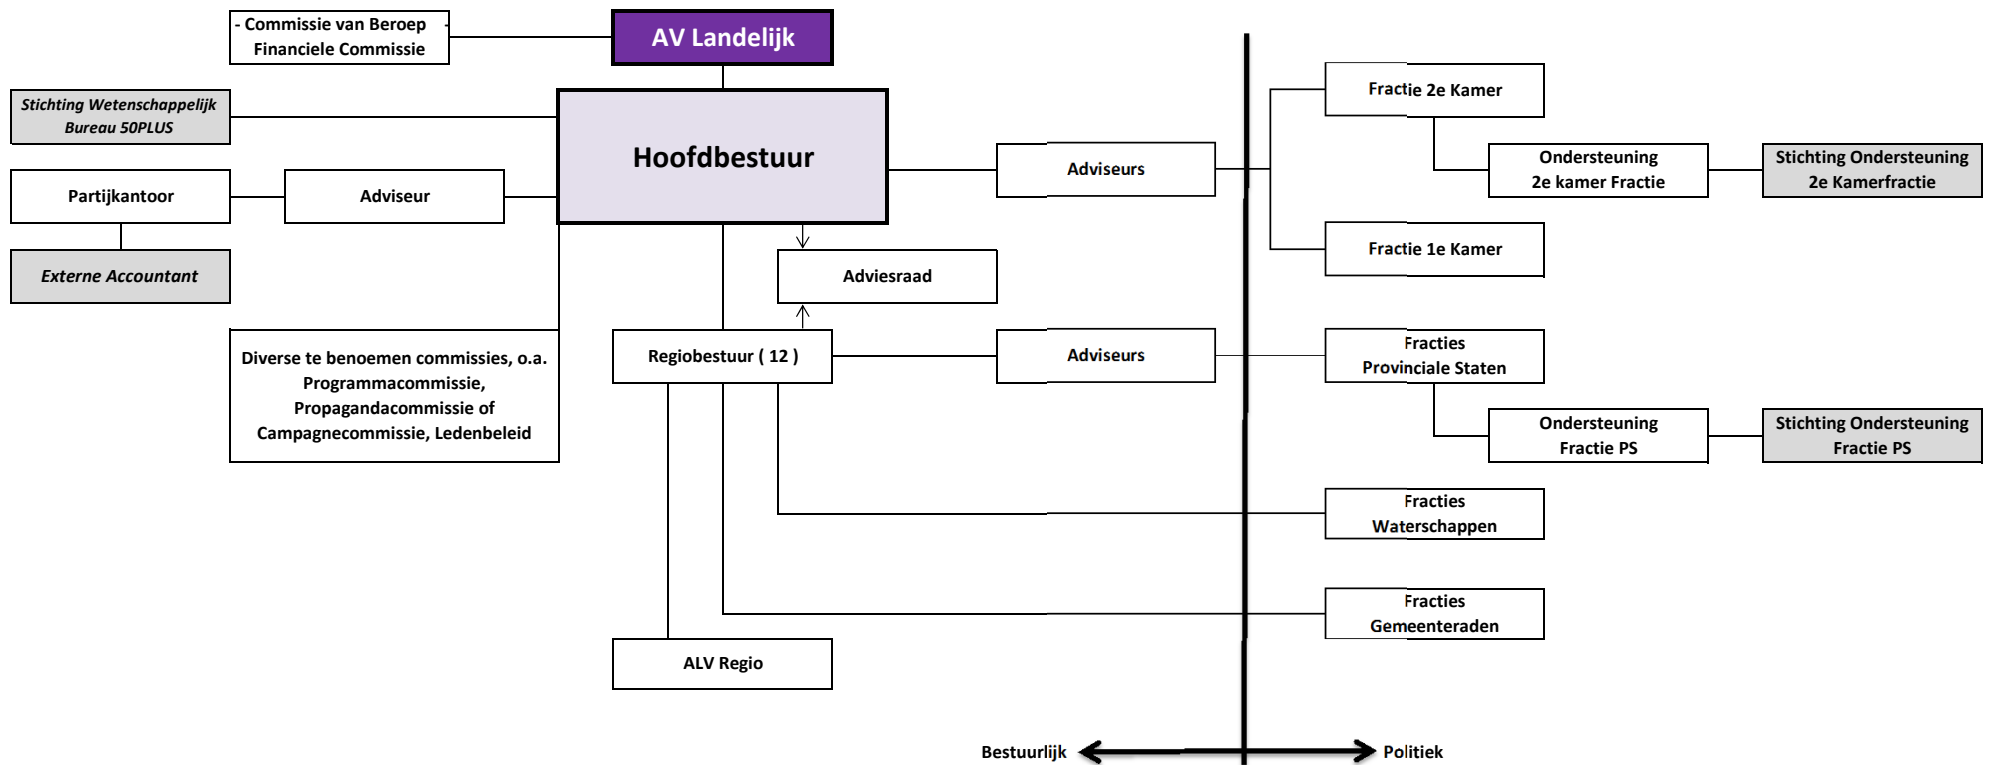 - Commissie van Beroep -
Financiele Commissie
AV Landelijk
Stichting Wetenschappelijk
Bureau 50PLUS
Hoofdbestuur
Partijkantoor
Adviseur
Externe Accountant
Adviesraad
Diverse te benoemen commissies, o.a.
Programmacommissie,
Propagandacommissie of
Campagnecommissie, Ledenbeleid
Regiobestuur ( 12 )
ALV Regio
Adviseurs
Adviseurs
Fractie 2e Kamer
Ondersteuning
2e kamer Fractie
Stichting Ondersteuning
2e Kamerfractie
Fractie 1e Kamer
Fracties
Provinciale Staten
Ondersteuning
Fractie PS
Stichting Ondersteuning
Fractie PS
Fracties
Waterschappen
Fracties
Gemeenteraden
Bestuurlijk
Politiek